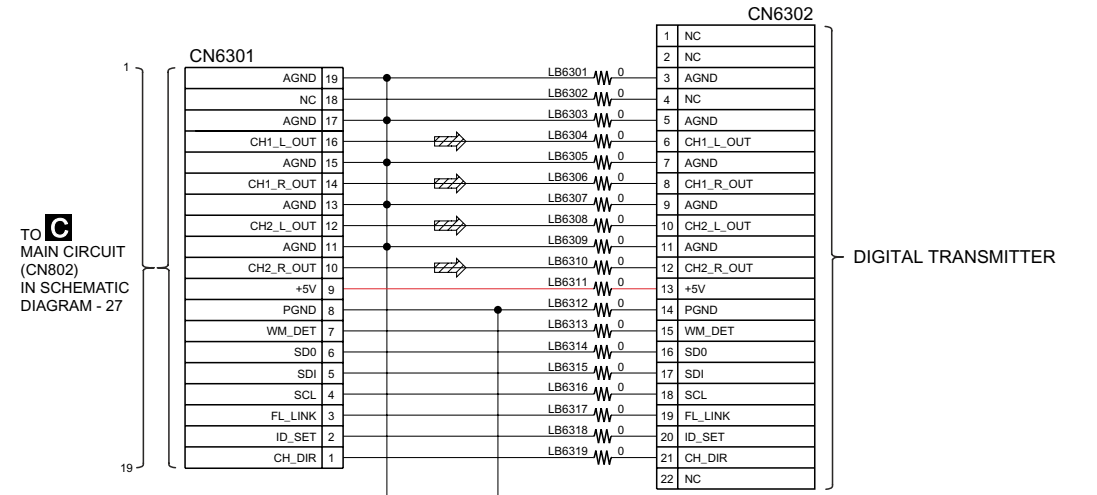 CN6302
CN6301
1
AGND 19
NC 18
AGND 17
CH1_L_OUT 16
AGND 15
CH1_R_OUT 14
AGND 13
CH2_L_OUT 12
AGND 11
CH2_R_OUT 10
+5V 9
PGND 8
WM_DET 7
SD0 6
SDI 5
SCL 4
FL_LINK 3
ID_SET 2
CH_DIR 1
19
TO C
MAIN CIRCUIT
(CN802)
IN SCHEMATIC
DIAGRAM - 27
LB6301 0
LB6302 0
LB6303 0
LB6304 0
LB6305 0
LB6306 0
LB6307 0
LB6308 0
LB6309 0
LB6310 0
LB6311 0
LB6312 0
LB6313 0
LB6314 0
LB6315 0
LB6316 0
LB6317 0
LB6318 0
LB6319 0
1 NC
2 NC
3 AGND
4 NC
5 AGND
6 CH1_L_OUT
7 AGND
8 CH1_R_OUT
9 AGND
10 CH2_L_OUT
11 AGND
12 CH2_R_OUT
13 +5V
14 PGND
15 WM_DET
16 SD0
17 SDI
18 SCL
19 FL_LINK
20 ID_SET
21 CH_DIR
22 NC
DIGITAL TRANSMITTER